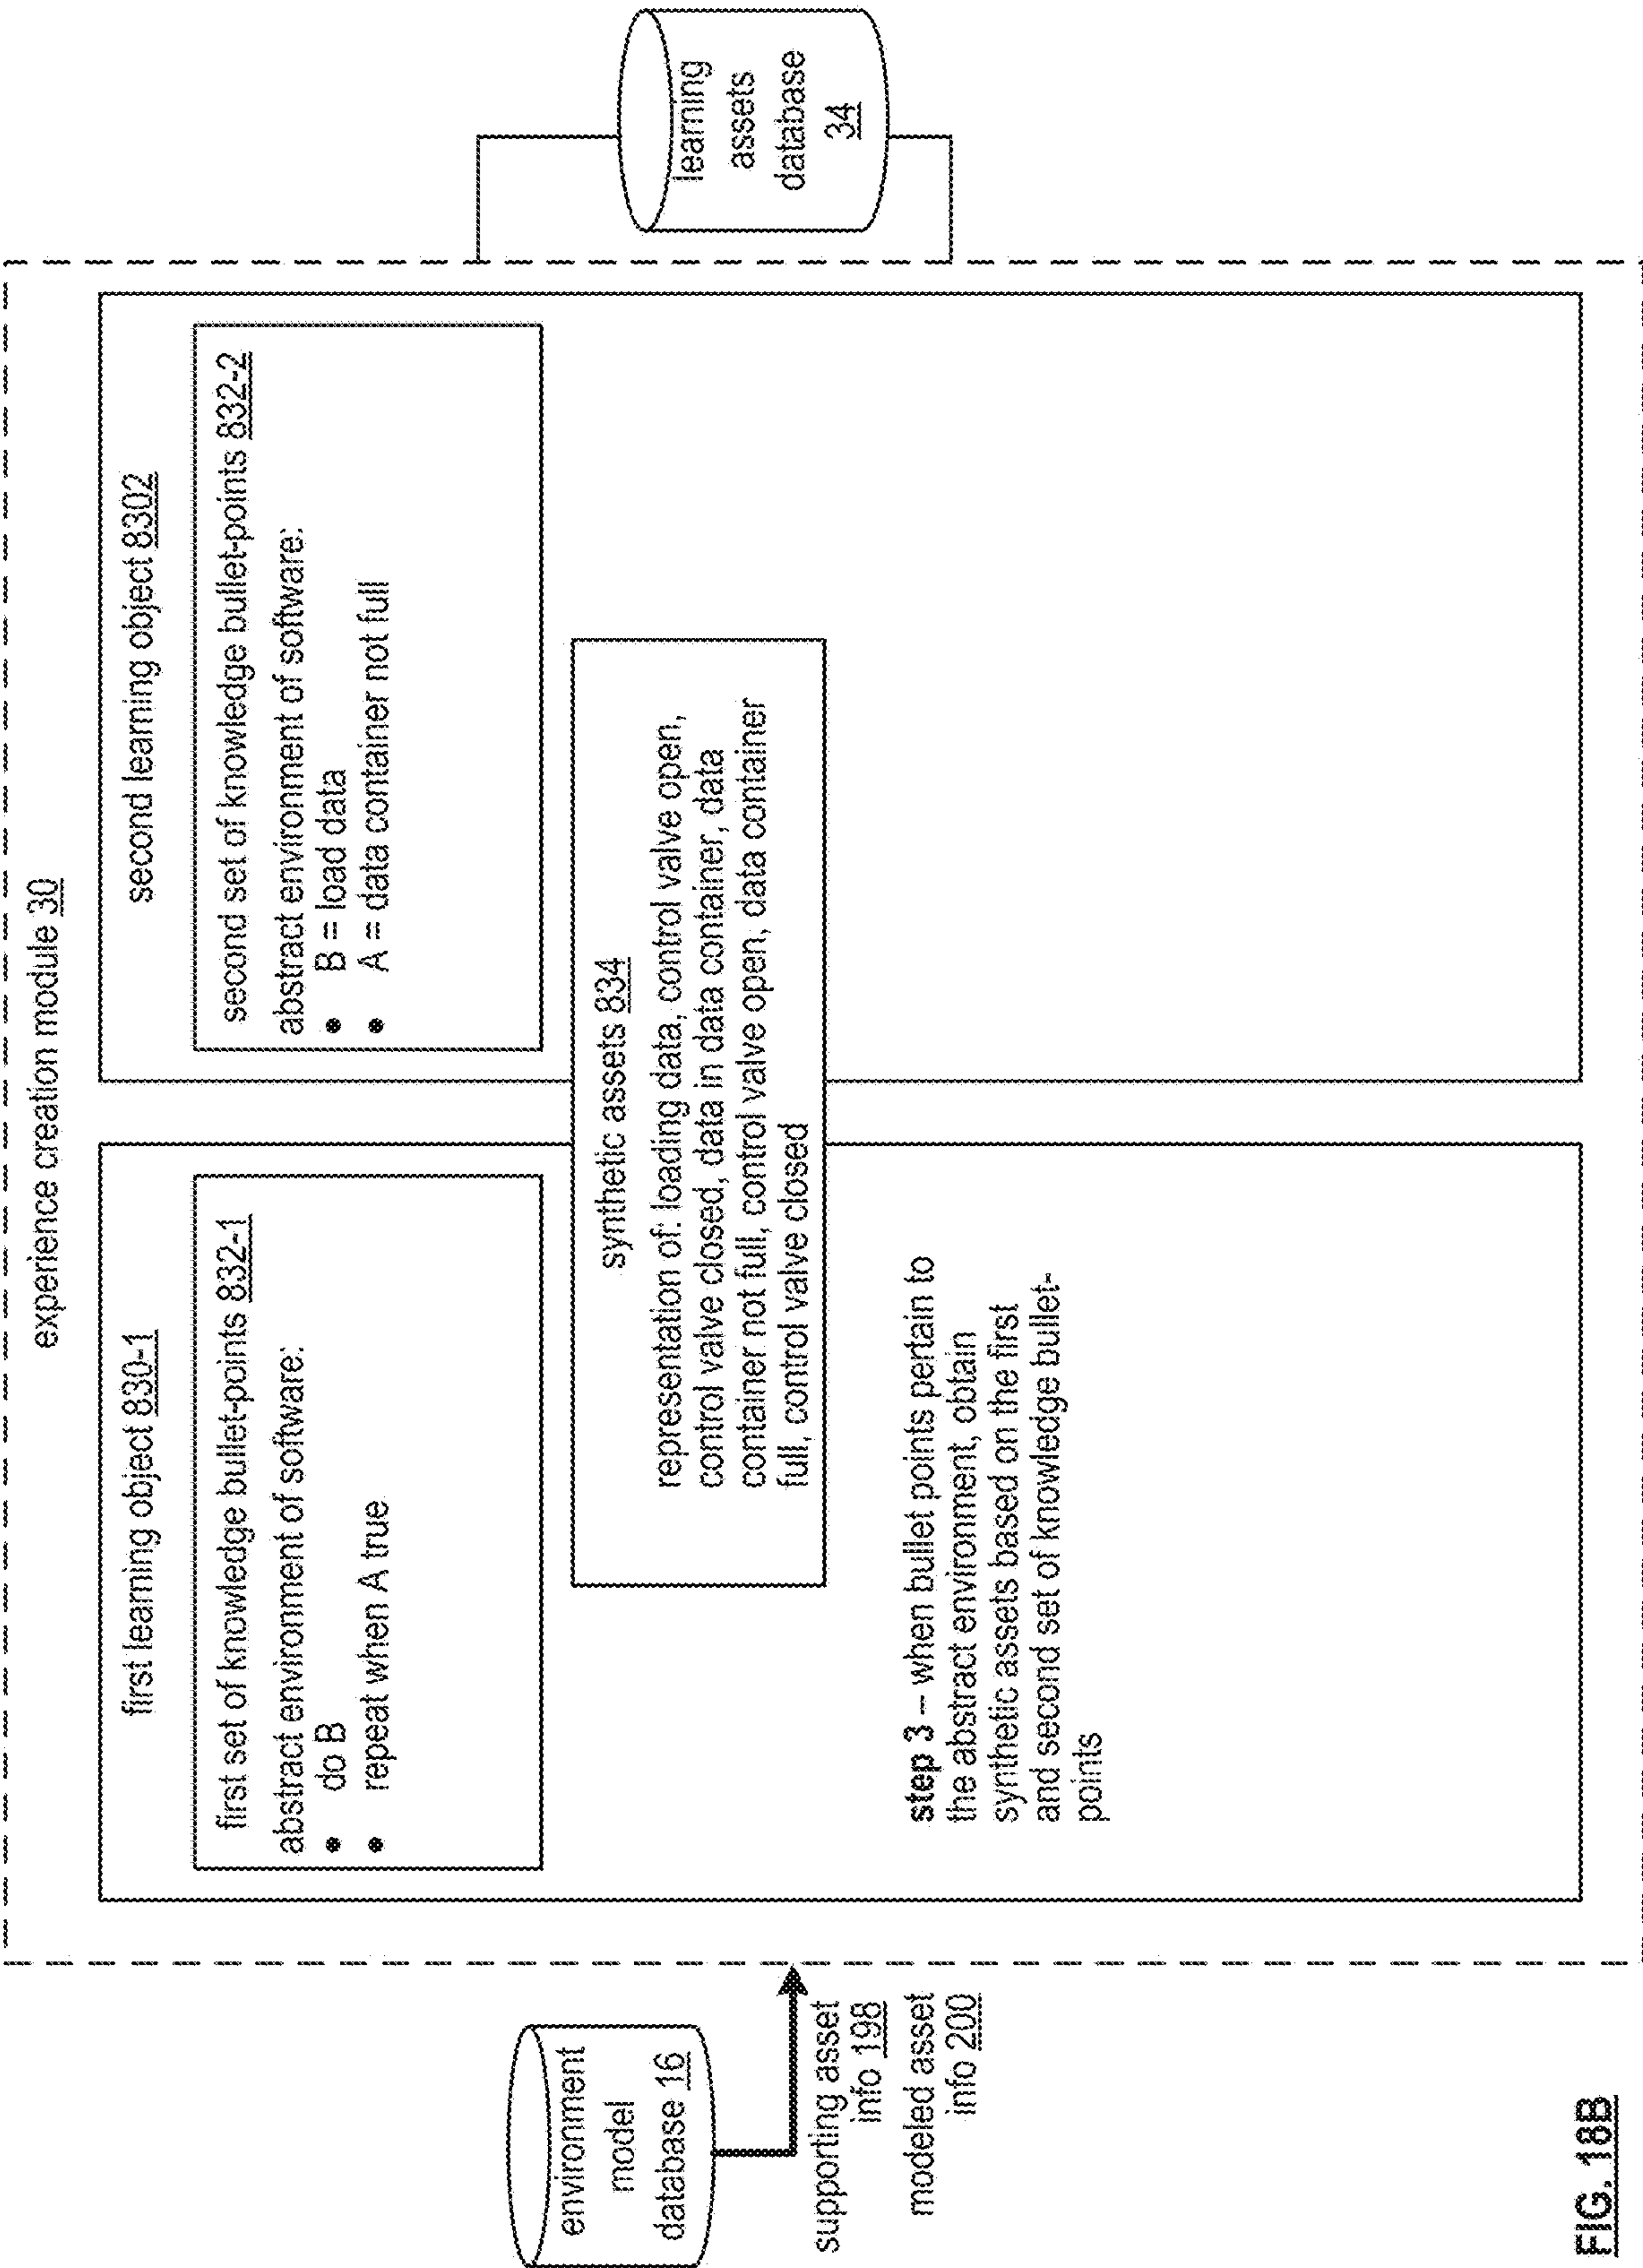 experience creation module 30
first learning object 830-1
first set of knowledge bullet-points 832-1
abstract environment of software:
• do B
• repeat when A true
second learning object 8302
second set of knowledge bullet-points 832-2
abstract environment of software:
• B = load data
• A = data container not full
synthetic assets 834
representation of: loading data, control valve open,
control valve closed, data in data container, data
container not full, control valve open; data container
full, control valve closed
step 3 – when bullet points pertain to
the abstract environment, obtain
synthetic assets based on the first
and second set of knowledge bullet-
points
environment
model
database 16
supporting asset
info 198
modeled asset
info 200
learning
assets
database
34
FIG. 18B